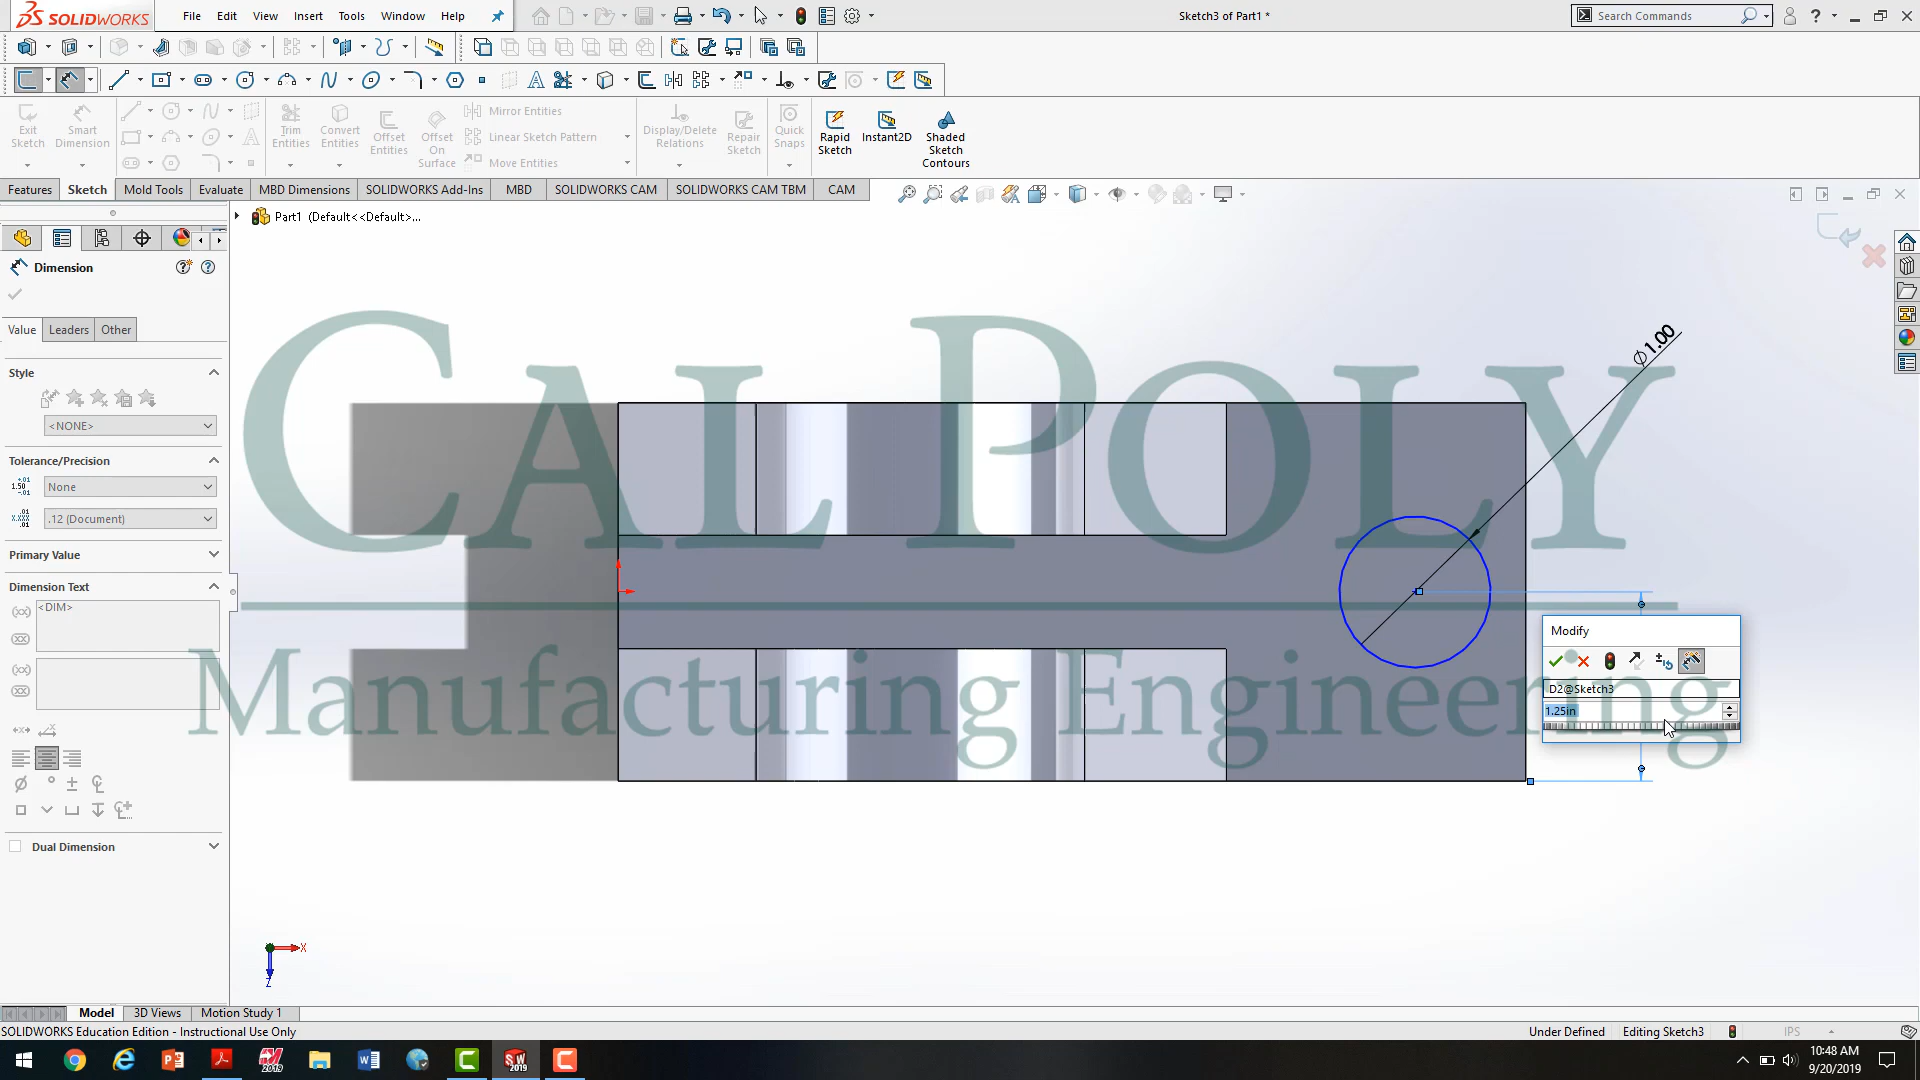 SOLIDWORKS File Edit View Insert Tools Window Help Sketch3 of Part1 * Search Commands
Exit Sketch
Smart Dimension
Trim Entities
Convert Entities
Offset Entities
Offset On Surface
Mirror Entities
Linear Sketch Pattern
Move Entities
Display/Delete Relations
Repair Sketch
Quick Snaps
Rapid Sketch
Instant2D
Shaded Sketch Contours
Features Sketch Mold Tools Evaluate MBD Dimensions SOLIDWORKS Add-Ins MBD SOLIDWORKS CAM SOLIDWORKS CAM TBM CAM
Part1 (Default<<Default>...
Dimension
Value Leaders Other
Style
<NONE>
Tolerance/Precision
None
.12 (Document)
Primary Value
Dimension Text
<DIM>
Dual Dimension
CAL POLY
Manufacturing Engineering
∅1.00
Modify
D2@Sketch3
1.25in
X
Z
Model 3D Views Motion Study 1
SOLIDWORKS Education Edition - Instructional Use Only Under Defined Editing Sketch3 IPS
10:48 AM
9/20/2019